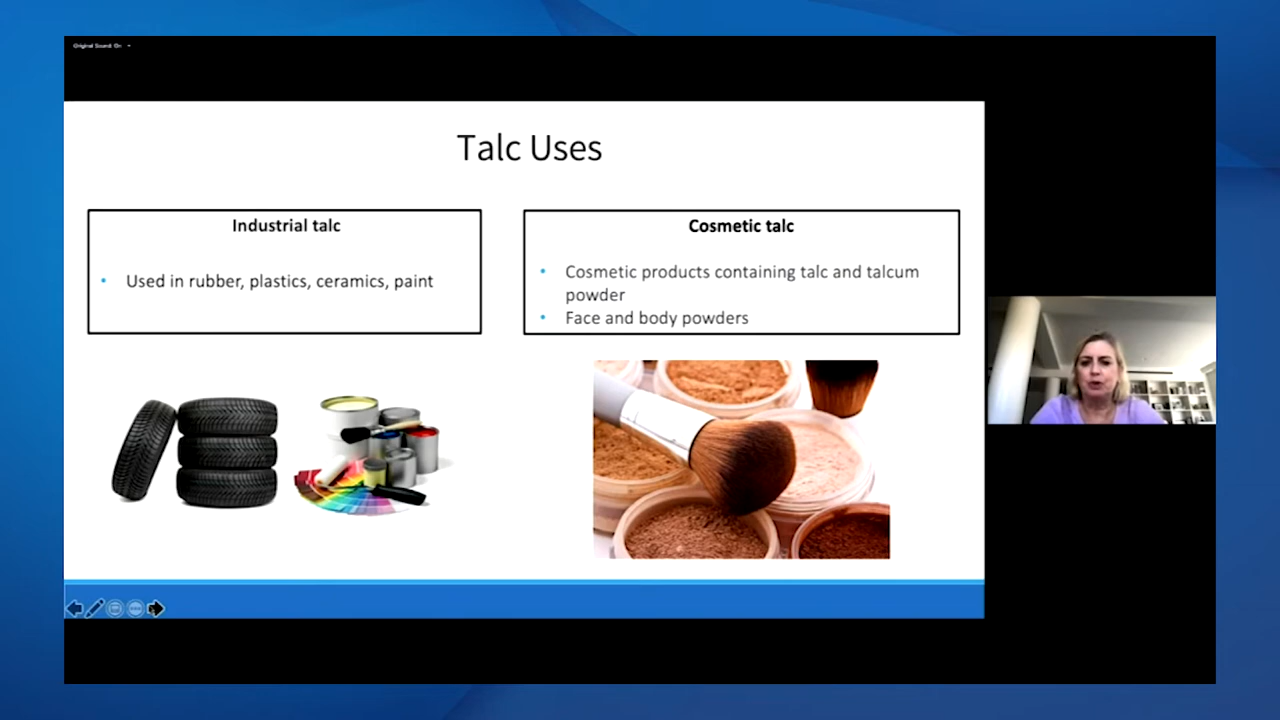 Original Sound: On
Talc Uses
Industrial talc
• Used in rubber, plastics, ceramics, paint
Cosmetic talc
• Cosmetic products containing talc and talcum
powder
• Face and body powders